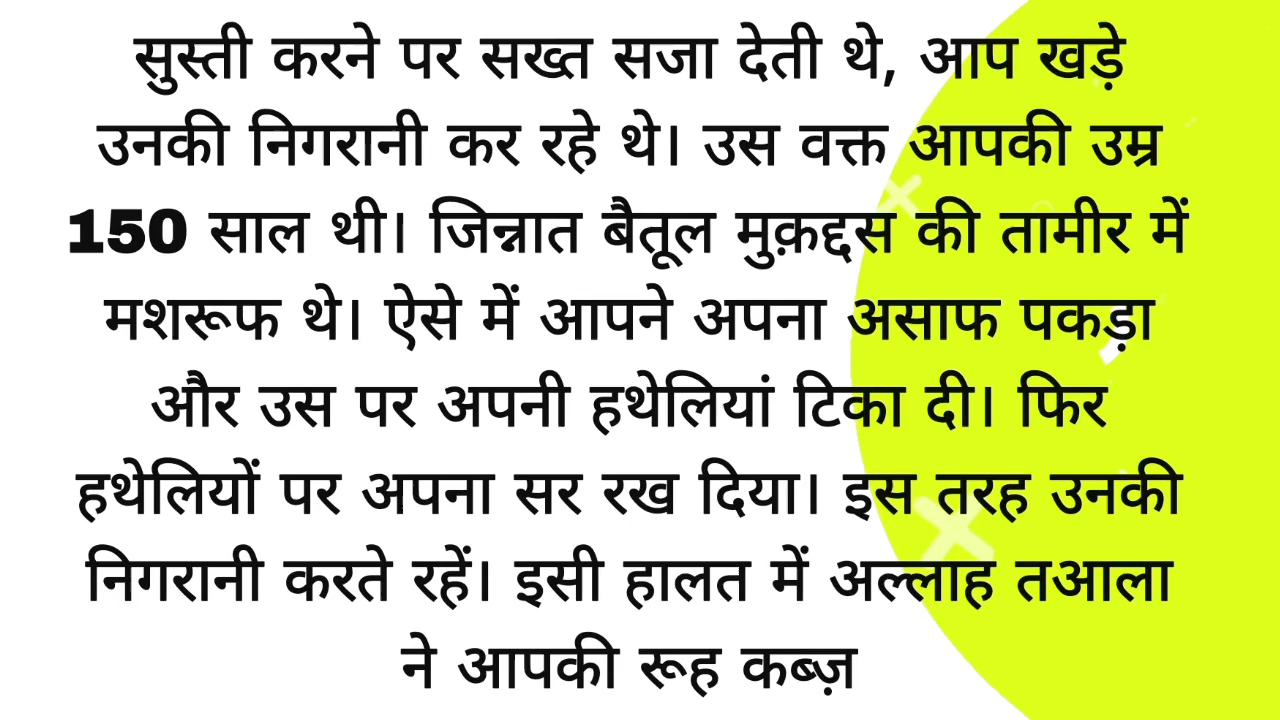 सुस्ती करने पर सख्त सजा देती थे, आप खड़े
उनकी निगरानी कर रहे थे। उस वक्त आपकी उम्र
150 साल थी। जिन्नात बैतूल मुक़द्दस की तामीर में
मशरूफ थे। ऐसे में आपने अपना असाफ पकड़ा
और उस पर अपनी हथेलियां टिका दी। फिर
हथेलियों पर अपना सर रख दिया। इस तरह उनकी
निगरानी करते रहें। इसी हालत में अल्लाह तआला
ने आपकी रूह कब्ज़